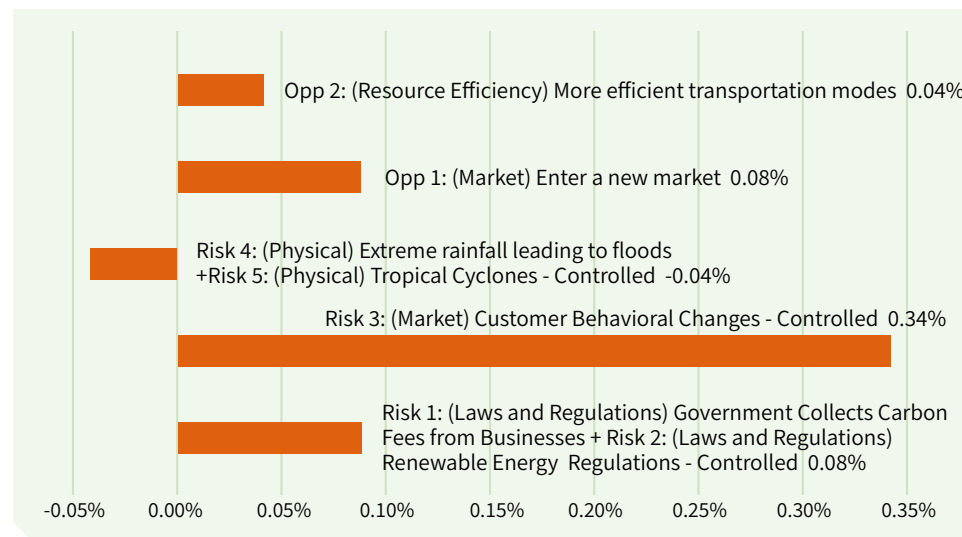 Opp 2: (Resource Efficiency) More efficient transportation modes 0.04%
Opp 1: (Market) Enter a new market 0.08%
Risk 4: (Physical) Extreme rainfall leading to floods
+Risk 5: (Physical) Tropical Cyclones - Controlled -0.04%
Risk 3: (Market) Customer Behavioral Changes - Controlled 0.34%
Risk 1: (Laws and Regulations) Government Collects Carbon
Fees from Businesses + Risk 2: (Laws and Regulations)
Renewable Energy Regulations - Controlled 0.08%
-0.05% 0.00% 0.05% 0.10% 0.15% 0.20% 0.25% 0.30% 0.35%